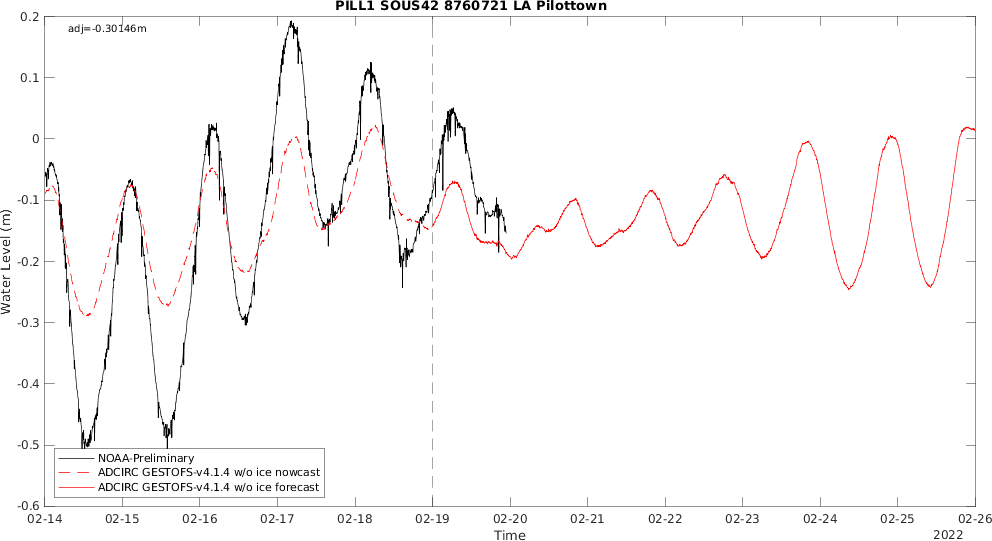 PILL1 SOUS42 8760721 LA Pilottown
adj=-0.30146m
0.2
0.1
0
-0.1
-0.2
-0.3
-0.4
-0.5
-0.6
Water Level (m)
NOAA-Preliminary
ADCIRC GESTOFS-v4.1.4 w/o ice nowcast
ADCIRC GESTOFS-v4.1.4 w/o ice forecast
02-14 02-15 02-16 02-17 02-18 02-19 02-20 02-21 02-22 02-23 02-24 02-25 02-26
Time
2022